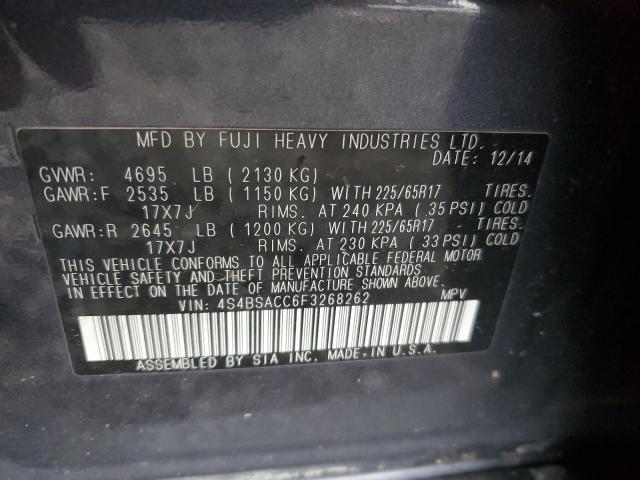 MFD BY FUJI HEAVY INDUSTRIES LTD.
DATE: 12/14
GVWR: 4695 LB (2130 KG)
GAWR:F 2535 LB (1150 KG) WITH 225/65R17 TIRES.
17X7J RIMS. AT 240 KPA (35 PSI) COLD
GAWR:R 2645 LB (1200 KG) WITH 225/65R17 TIRES.
17X7J RIMS. AT 230 KPA (33 PSI) COLD
THIS VEHICLE CONFORMS TO ALL APPLICABLE FEDERAL MOTOR
VEHICLE SAFETY AND THEFT PREVENTION STANDARDS
IN EFFECT ON THE DATE OF MANUFACTURE SHOWN ABOVE.
VIN: 4S4BSACC6F3268262 MPV
ASSEMBLED BY SIA INC. MADE IN U.S.A.